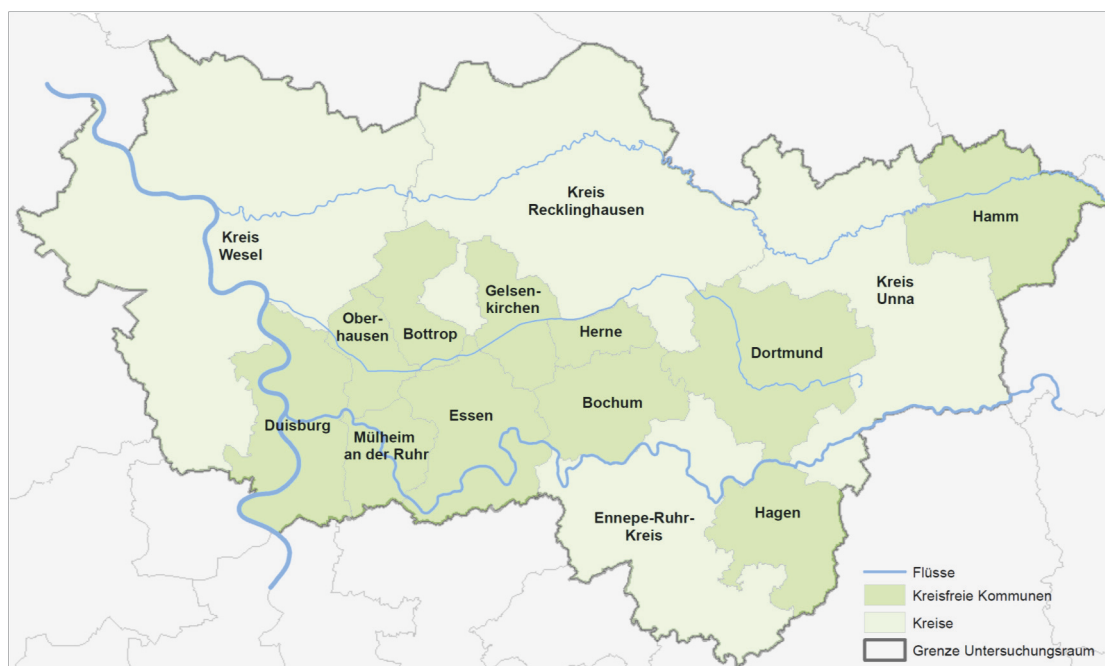 Kreis
Recklinghausen
Hamm
Kreis
Wesel
Kreis
Unna
Gelsen-
kirchen
Ober-
hausen
Bottrop
Herne
Dortmund
Bochum
Essen
Duisburg
Mülheim
an der Ruhr
Hagen
Ennepe-Ruhr-
Kreis
Flüsse
Kreisfreie Kommunen
Kreise
Grenze Untersuchungsraum